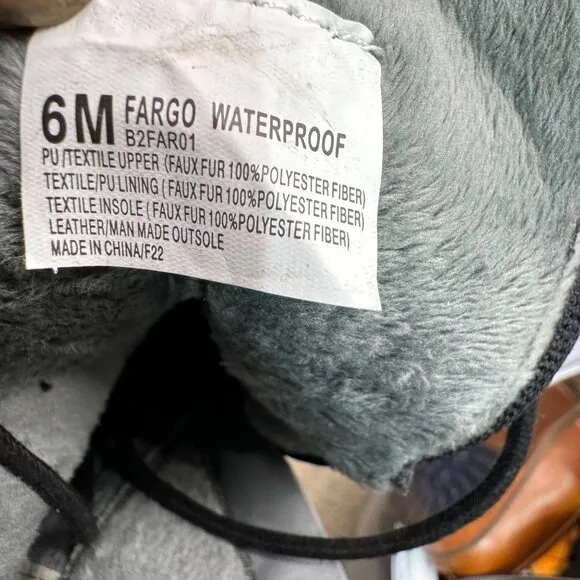 6M FARGO WATERPROOF
B2FAR01
PU/TEXTILE UPPER (FAUX FUR 100%POLYESTER FIBER)
TEXTILE/PU LINING (FAUX FUR 100%POLYESTER FIBER)
TEXTILE INSOLE (FAUX FUR 100%POLYESTER FIBER)
LEATHER/MAN MADE OUTSOLE
MADE IN CHINA/F22